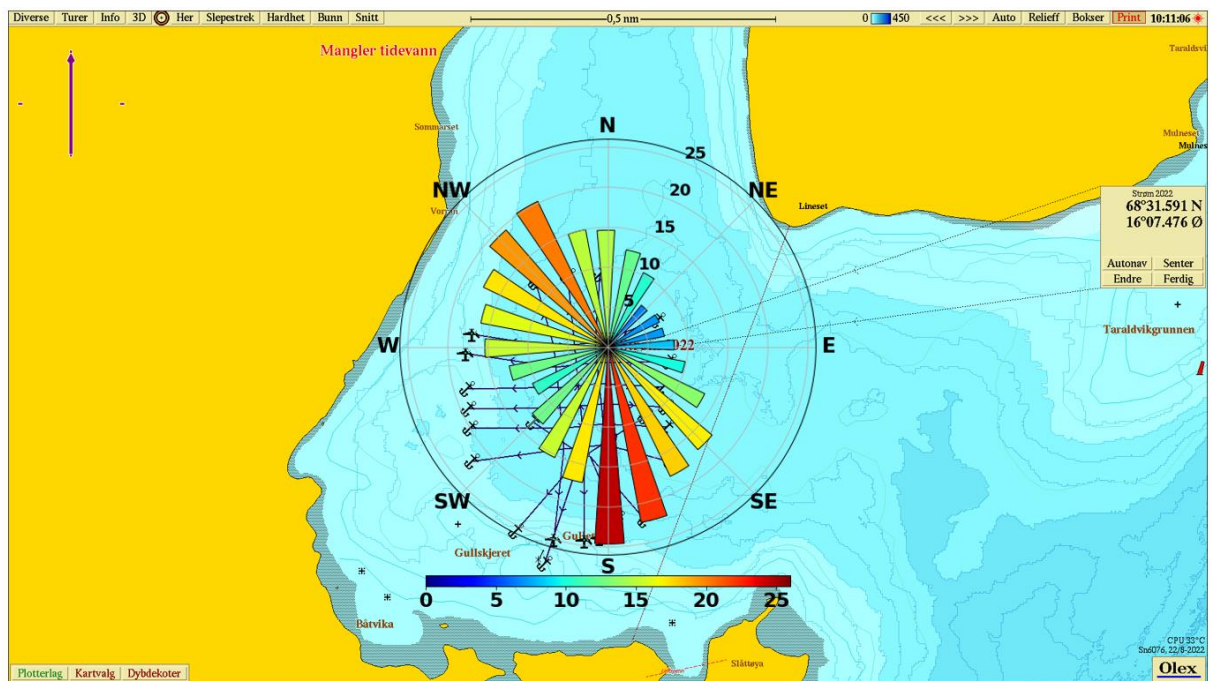 Diverse Turer Info 3D Her Slepestrek Hardhet Bunn Snitt 0,5 nm 0 450 <<< >>> Auto Relieff Bokser Print 10:11:06
Mangler tidevann
Taraldsvi
Sommarset
Mulneset
Mulnes
N
25
NW
20
NE
Vorpin
Lineset
Strøm 2022
68°31.591 N
16°07.476 Ø
Autonav Senter
Endre Ferdig
15
10
5
Taraldvikgrunnen
W
022
E
SW
SE
Gullskjeret
S
0 5 10 15 20 25
Båtvika
Slåttøya
CPU 33°C
Sn6076, 22/8-2022
Olex
Plotterlag Kartvalg Dybdekoter